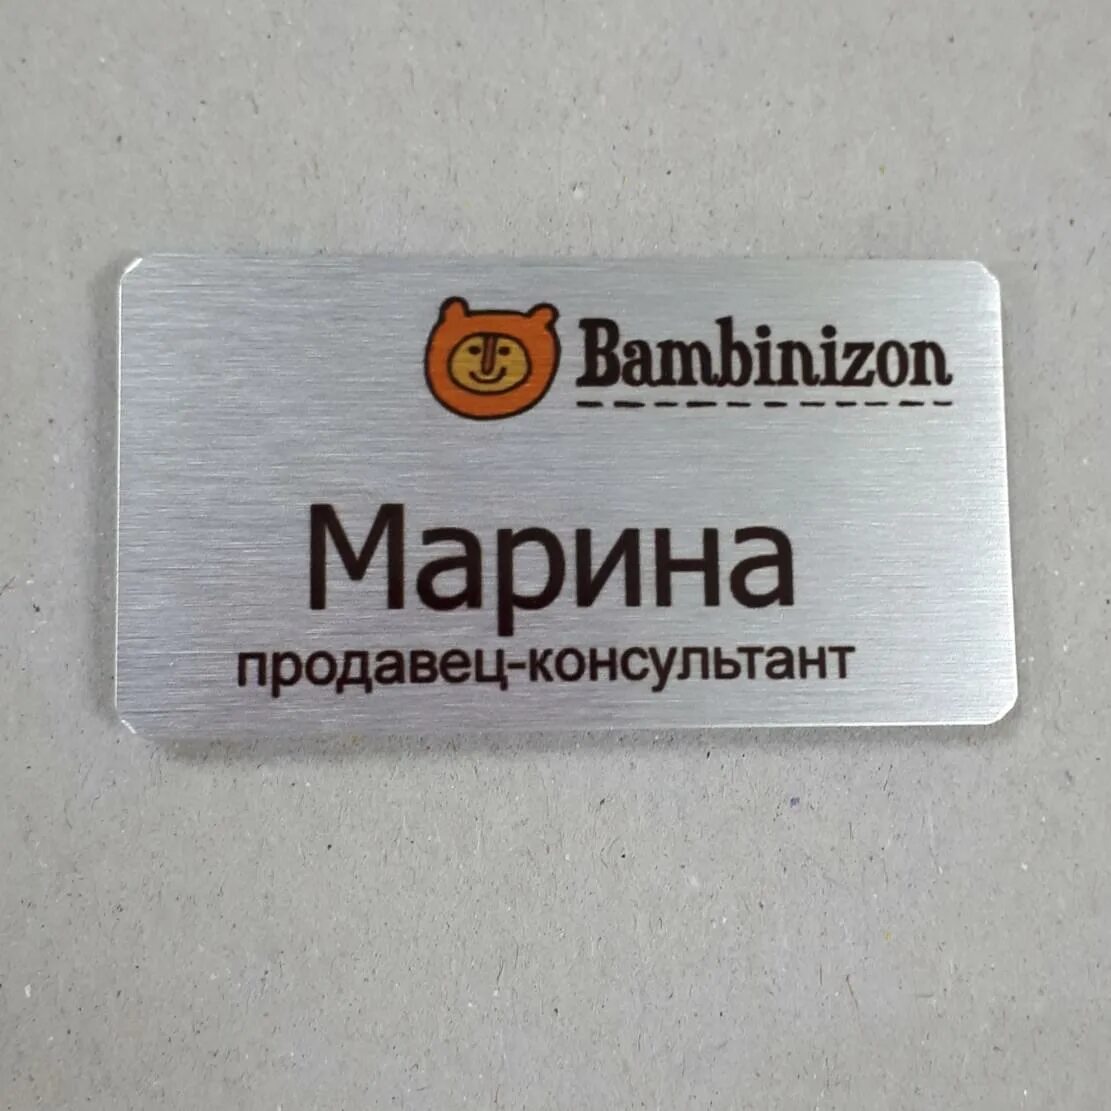 Bambinizon
Марина
продавец-консультант